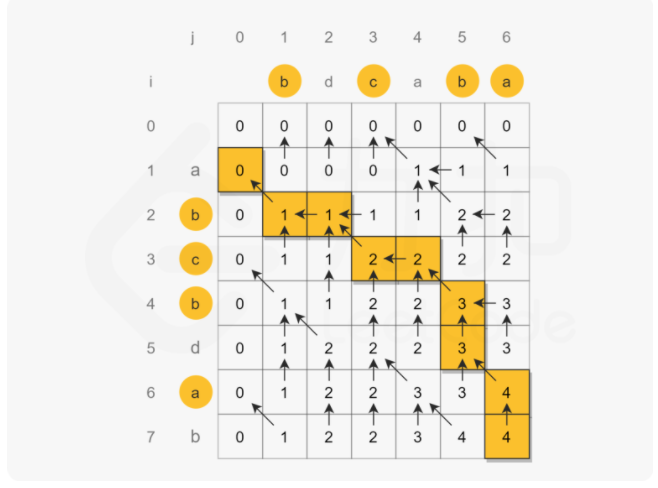 j 0 1 2 3 4 5 6
i b d c a b a
0 0 0 0 0 0 0 0
1 a 0 0 0 0 1 1 1
2 b 0 1 1 1 1 2 2
3 c 0 1 1 2 2 2 2
4 b 0 1 1 2 2 3 3
5 d 0 1 2 2 2 3 3
6 a 0 1 2 2 3 3 4
7 b 0 1 2 2 3 4 4